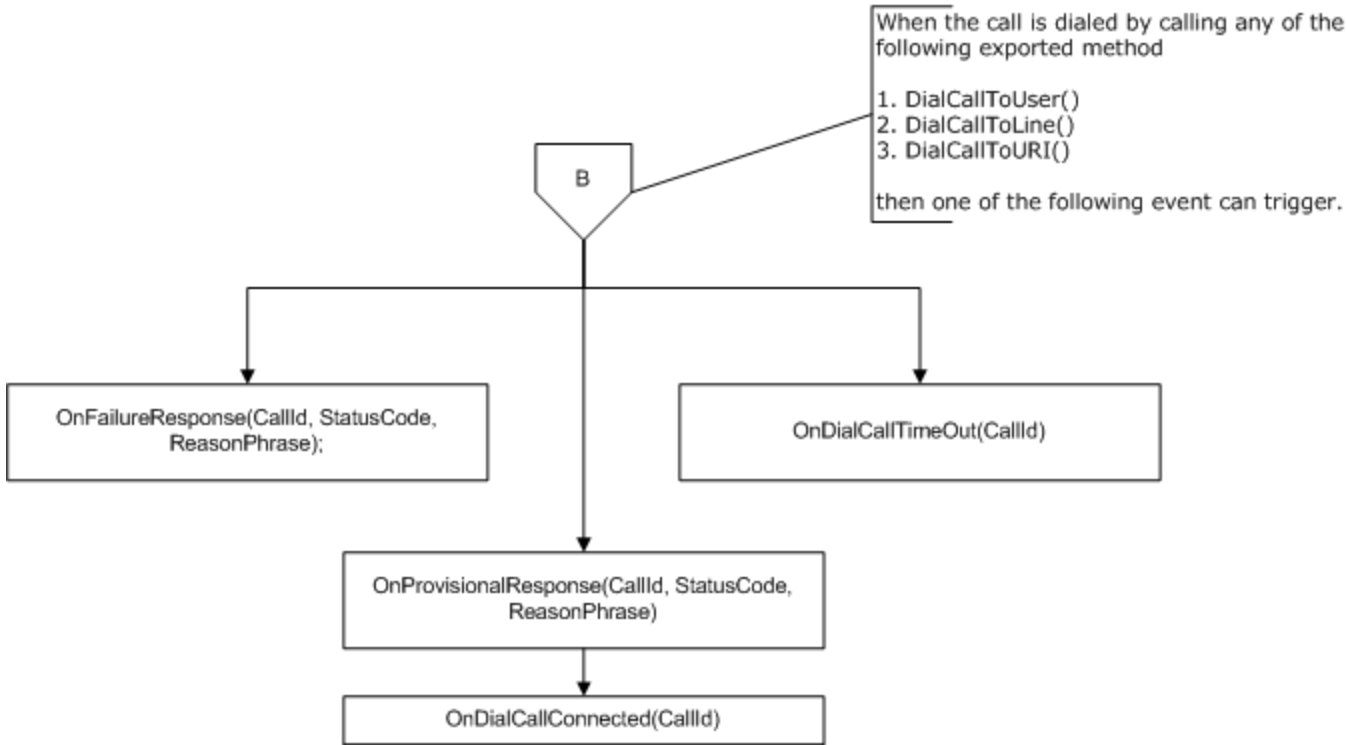 When the call is dialed by calling any of the
following exported method
1. DialCallToUser()
2. DialCallToLine()
3. DialCallToURI()
then one of the following event can trigger.
B
OnFailureResponse(CallId, StatusCode,
ReasonPhrase);
OnDialCallTimeOut(CallId)
OnProvisionalResponse(CallId, StatusCode,
ReasonPhrase)
OnDialCallConnected(CallId)